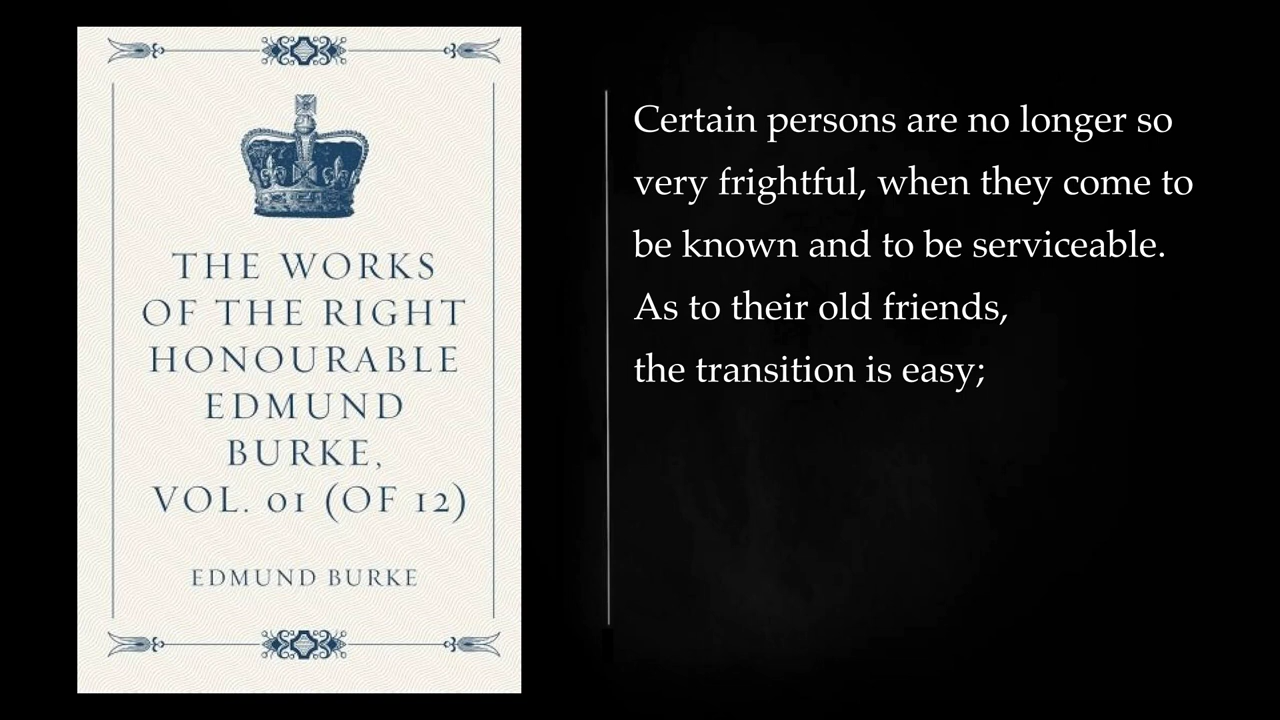 THE WORKS
OF THE RIGHT
HONOURABLE
EDMUND
BURKE,
VOL. 01 (OF 12)
EDMUND BURKE
Certain persons are no longer so
very frightful, when they come to
be known and to be serviceable.
As to their old friends,
the transition is easy;